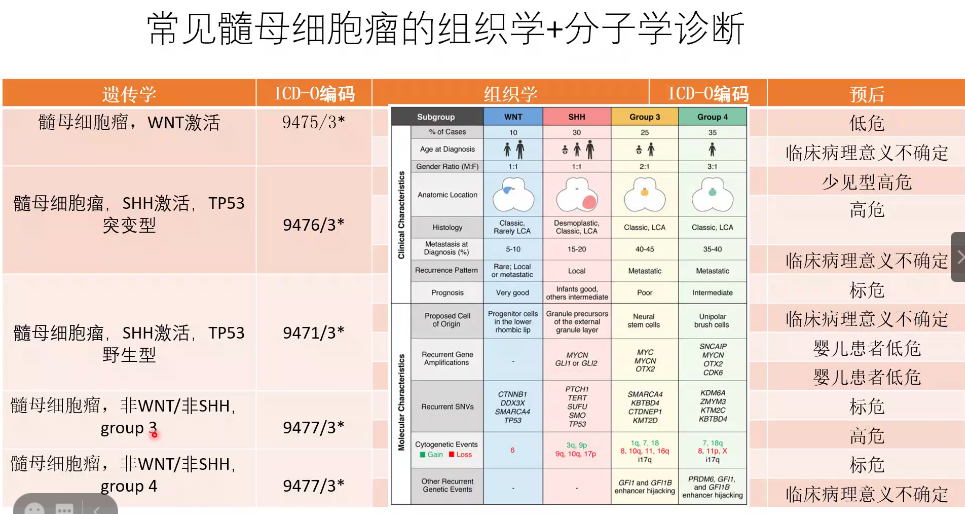 常见髓母细胞瘤的组织学+分子学诊断
遗传学 ICD-O编码 组织学 ICD-O编码 预后
髓母细胞瘤，WNT激活 9475/3*
髓母细胞瘤，SHH激活，TP53
突变型
9476/3*
髓母细胞瘤，SHH激活，TP53
野生型
9471/3*
髓母细胞瘤，非WNT/非SHH，
group 3
9477/3*
髓母细胞瘤，非WNT/非SHH，
group 4
9477/3*
Subgroup WNT SHH Group 3 Group 4
Clinical Characteristics
% of Cases 10 30 25 35
Age at Diagnosis
Gender Ratio (M:F) 1:1 1:1 2:1 3:1
Anatomic Location
Histology
Classic,
Rarely LCA
Desmoplastic,
Classic, LCA
Classic, LCA
Classic, LCA
Metastasis at
Diagnosis (%)
5-10 15-20 40-45 35-40
Recurrence Pattern
Rare; Local
or metastatic
Local
Metastatic
Metastatic
Prognosis
Very good
Infants good,
others intermediate
Poor
Intermediate
Molecular Characteristics
Proposed Cell
of Origin
Progenitor cells
in the lower
rhombic lip
Granule precursors
of the external
granule layer
Neural
stem cells
Unipolar
brush cells
Recurrent Gene
Amplifications
-
MYCN
GLI1 or GLI2
MYC
MYCN
OTX2
SNCAIP
MYCN
OTX2
CDK6
Recurrent SNVs
CTNNB1
DDX3X
SMARCA4
TP53
PTCH1
TERT
SUFU
SMO
TP53
SMARCA4
KBTBD4
CTDNEP1
KMT2D
KDM6A
ZMYM3
KTM2C
KBTBD4
Cytogenetic Events
Gain Loss
6
3q, 9p
9q, 10q, 17p
1q, 7, 18
8, 10q, 11, 16q
i17q
7, 18q
8, 11p, X
i17q
Other Recurrent
Genetic Events
-
-
GFI1 and GFI1B
enhancer hijacking
PRDM6, GFI1,
and GFI1B
enhancer hijacking
低危
临床病理意义不确定
少见型高危
高危
临床病理意义不确定
标危
临床病理意义不确定
婴儿患者低危
婴儿患者低危
标危
高危
标危
临床病理意义不确定